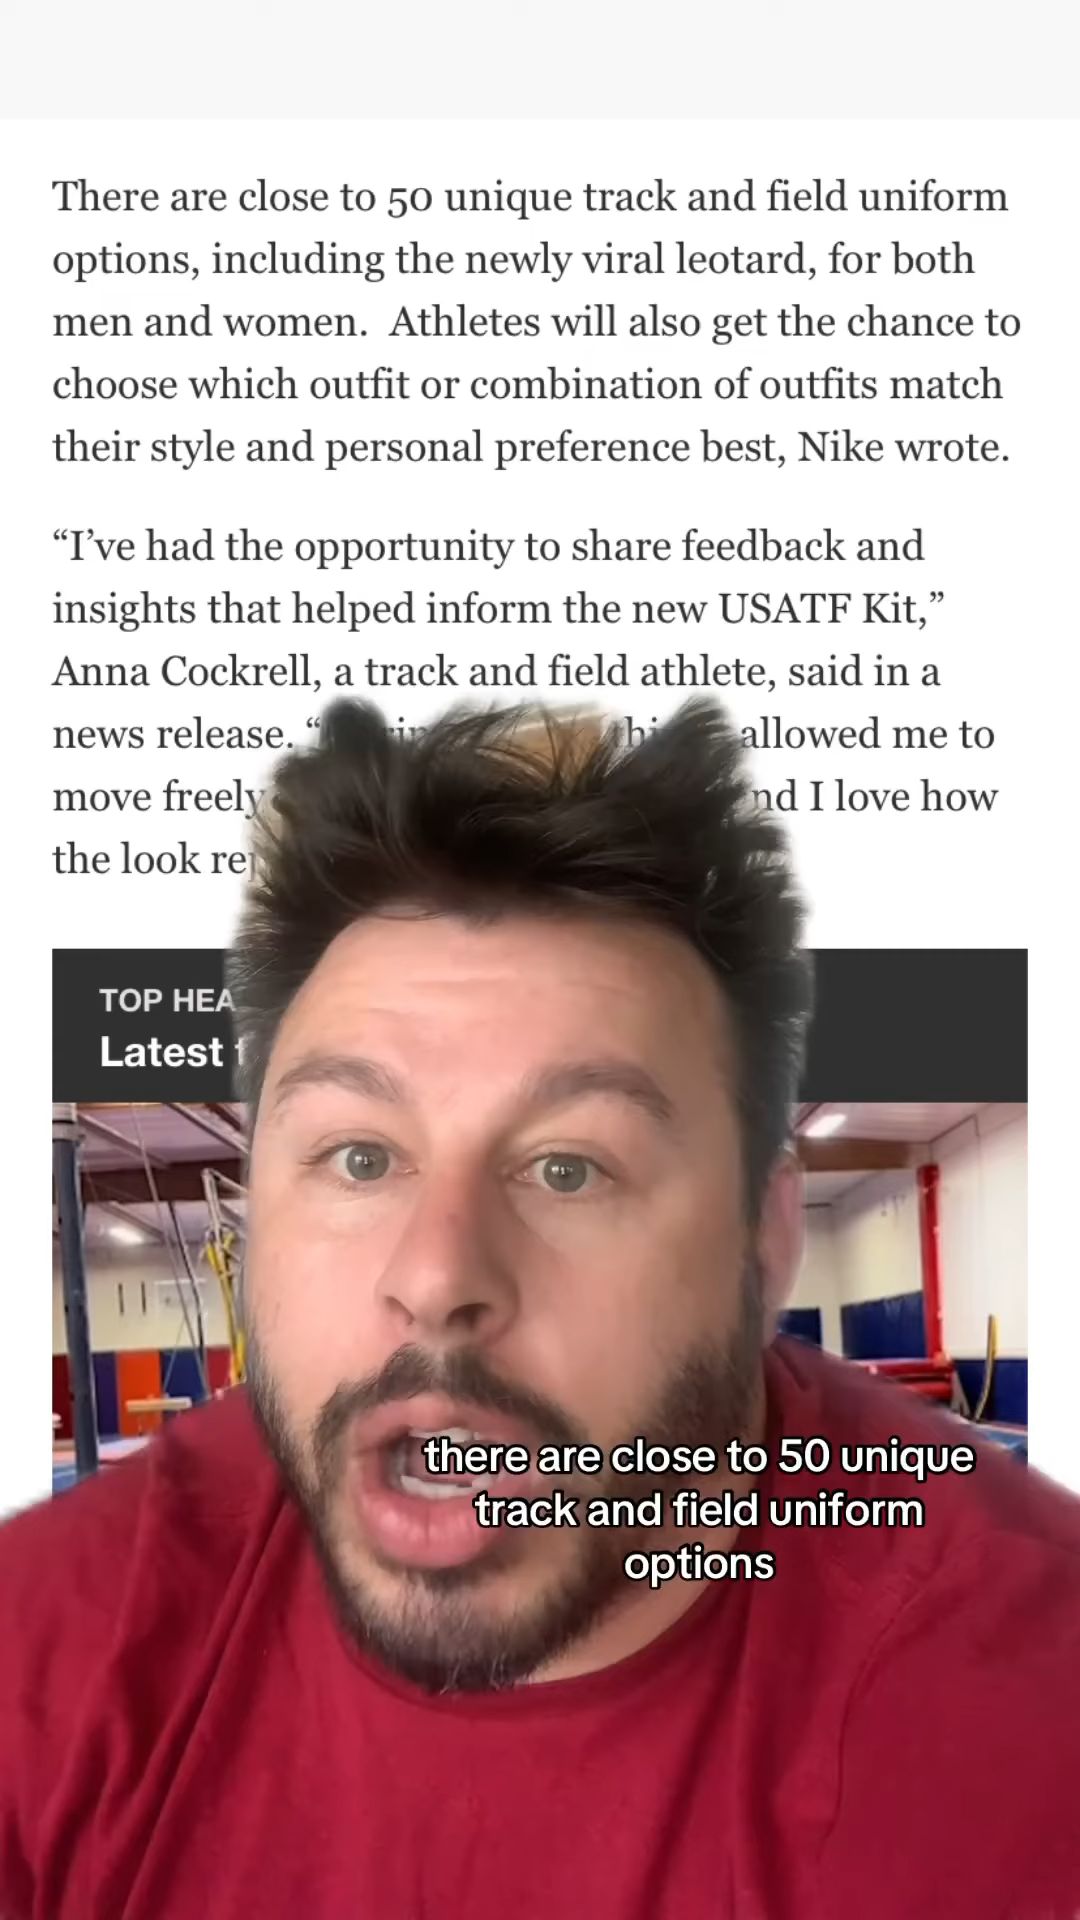 There are close to 50 unique track and field uniform
options, including the newly viral leotard, for both
men and women.  Athletes will also get the chance to
choose which outfit or combination of outfits match
their style and personal preference best, Nike wrote.
“I’ve had the opportunity to share feedback and
insights that helped inform the new USATF Kit,”
Anna Cockrell, a track and field athlete, said in a
news release. “ allowed me to
move freely I love how
the look
TOP
Latest
there are close to 50 unique
track and field uniform
options